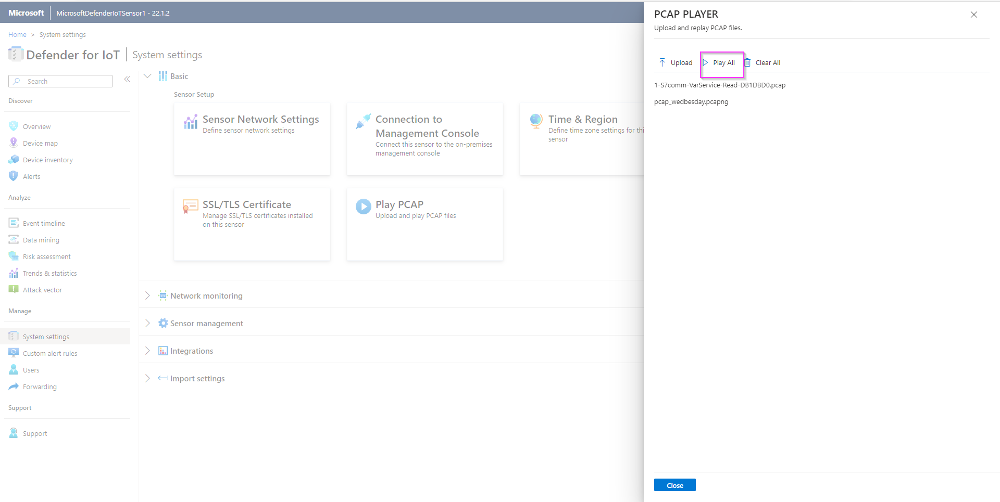 Microsoft MicrosoftDefenderIoTSensor1 - 22.1.2
Home > System settings
Defender for IoT System settings
Search
Discover
Overview
Device map
Device inventory
Alerts
Analyze
Event timeline
Data mining
Risk assessment
Trends & statistics
Attack vector
Manage
System settings
Custom alert rules
Users
Forwarding
Support
Support
Basic
Sensor Setup
Sensor Network Settings
Define sensor network settings
Connection to
Management Console
Connect this sensor to the on-premises
management console
Time & Region
Define time zone settings for thi
sensor
SSL/TLS Certificate
Manage SSL/TLS certificates installed
on this sensor
Play PCAP
Upload and play PCAP files
Network monitoring
Sensor management
Integrations
Import settings
PCAP PLAYER
Upload and replay PCAP files.
Upload Play All Clear All
1-S7comm-VarService-Read-DB1DBD0.pcap
pcap_wedbesday.pcapng
Close